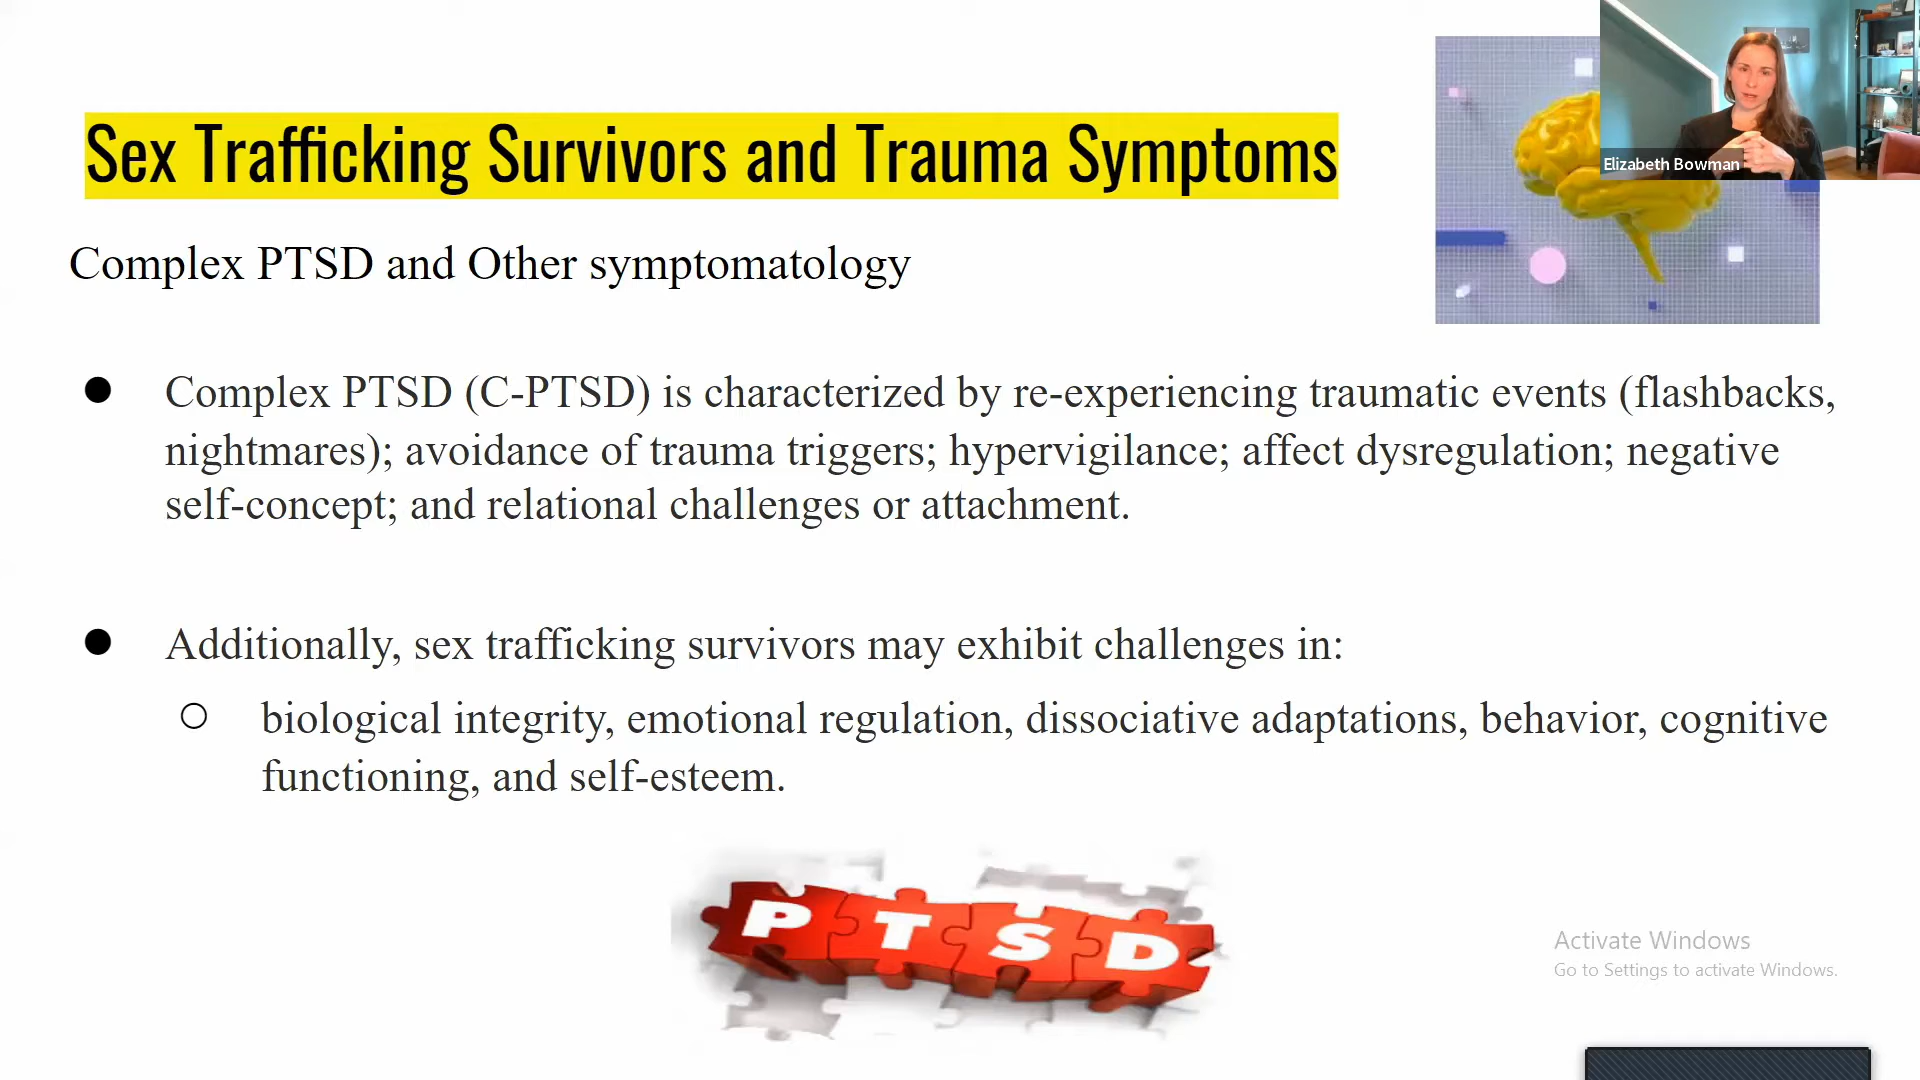 Elizabeth Bowman
Sex Trafficking Survivors and Trauma Symptoms
Complex PTSD and Other symptomatology
● Complex PTSD (C-PTSD) is characterized by re-experiencing traumatic events (flashbacks,
nightmares); avoidance of trauma triggers; hypervigilance; affect dysregulation; negative
self-concept; and relational challenges or attachment.
● Additionally, sex trafficking survivors may exhibit challenges in:
○ biological integrity, emotional regulation, dissociative adaptations, behavior, cognitive
functioning, and self-esteem.
PTSD
Activate Windows
Go to Settings to activate Windows.